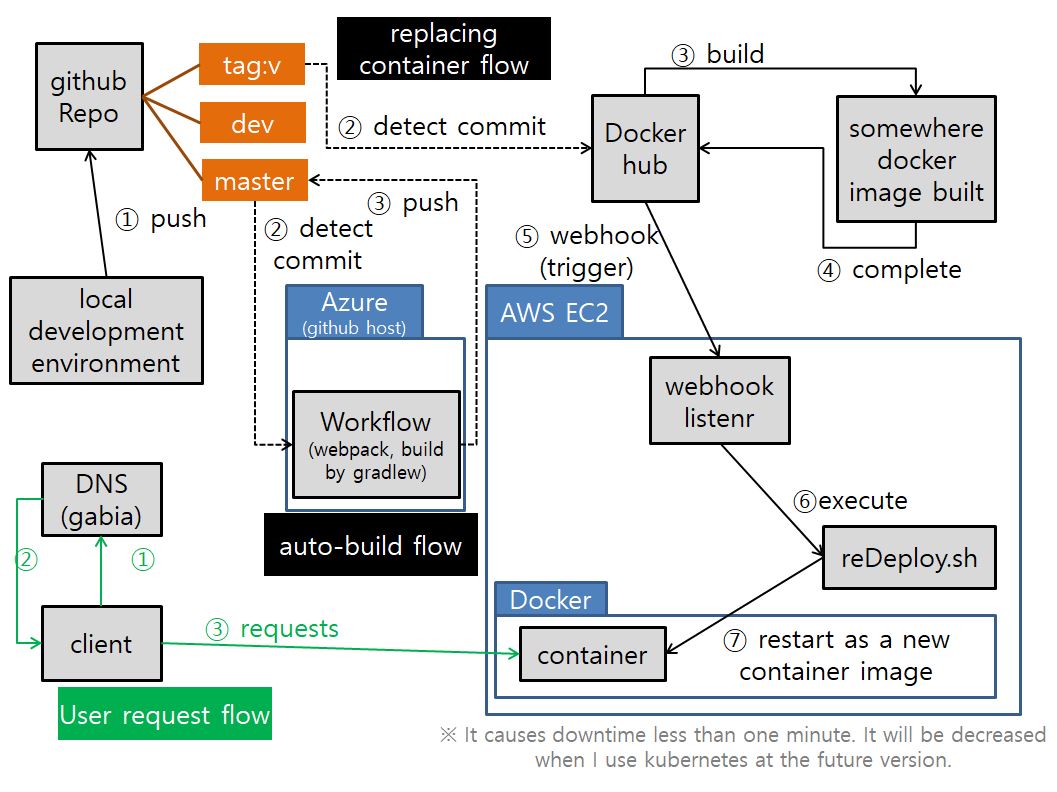 replacing
container flow
github
Repo
tag:v
dev
master
① push
② detect commit
③ push
② detect
commit
Docker
hub
③ build
somewhere
docker
image built
④ complete
⑤ webhook
(trigger)
local
development
environment
Azure
(github host)
Workflow
(webpack, build
by gradlew)
auto-build flow
AWS EC2
webhook
listenr
⑥execute
reDeploy.sh
Docker
container
⑦ restart as a new
container image
DNS
(gabia)
②
①
client
③ requests
User request flow
※ It causes downtime less than one minute. It will be decreased
when I use kubernetes at the future version.